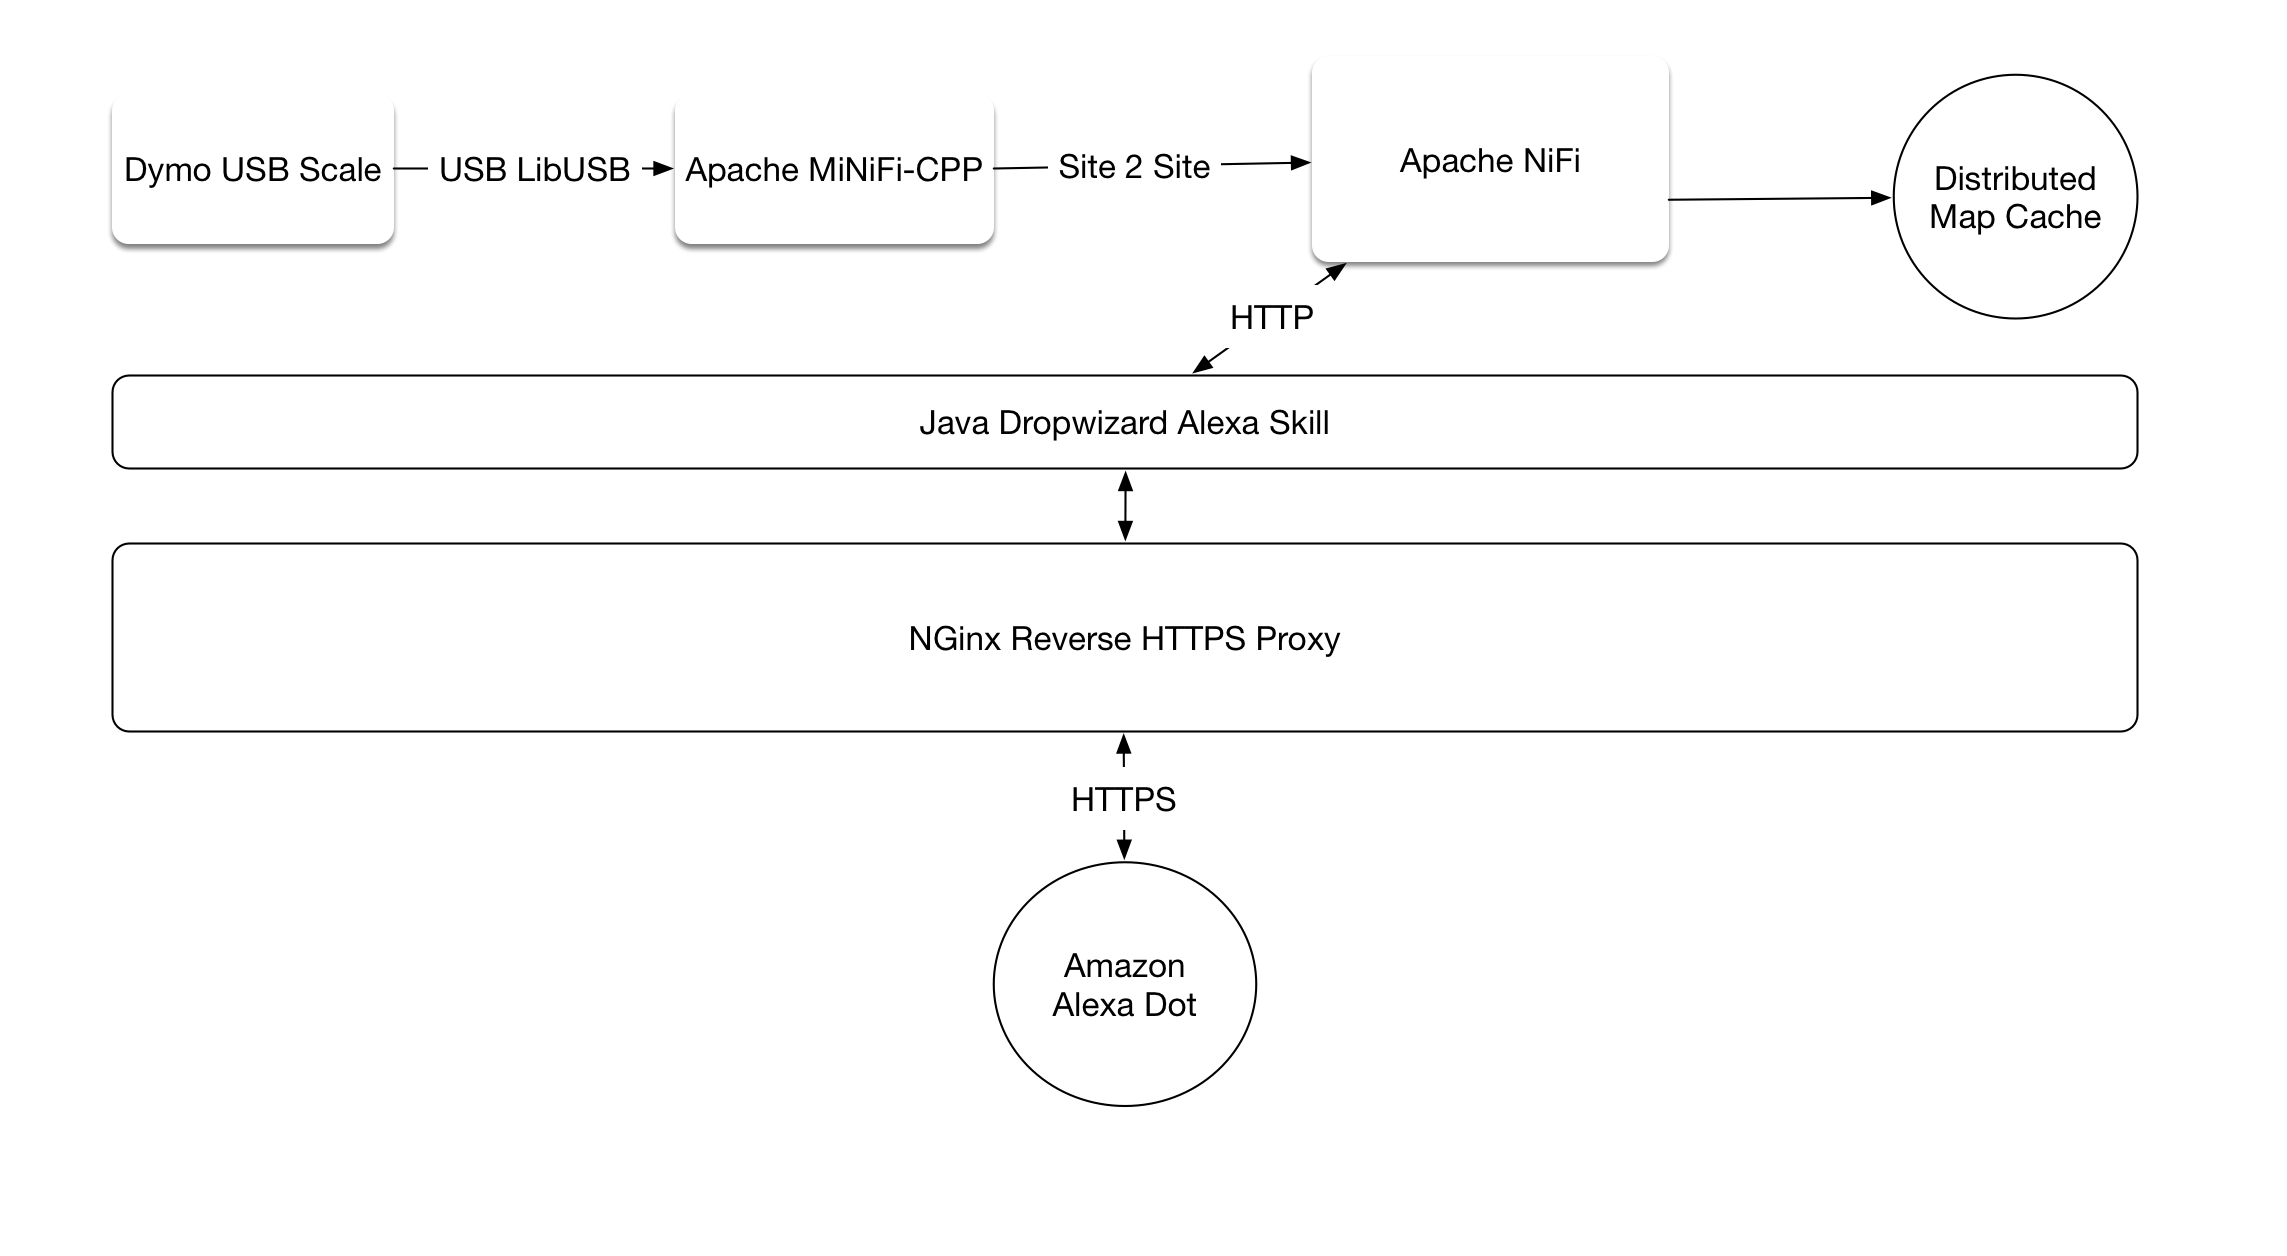 Dymo USB Scale
USB LibUSB
Apache MiNiFi-CPP
Site 2 Site
Apache NiFi
Distributed
Map Cache
HTTP
Java Dropwizard Alexa Skill
NGinx Reverse HTTPS Proxy
HTTPS
Amazon
Alexa Dot